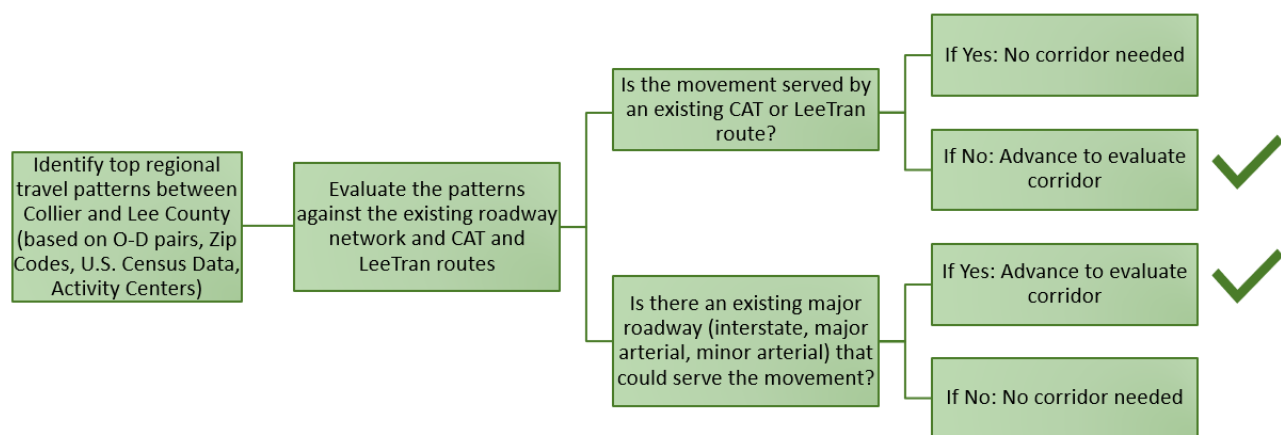 Identify top regional
travel patterns between
Collier and Lee County
(based on O-D pairs, Zip
Codes, U.S. Census Data,
Activity Centers)
Evaluate the patterns
against the existing roadway
network and CAT and
LeeTran routes
Is the movement served by
an existing CAT or LeeTran
route?
If Yes: No corridor needed
If No: Advance to evaluate
corridor
Is there an existing major
roadway (interstate, major
arterial, minor arterial) that
could serve the movement?
If Yes: Advance to evaluate
corridor
If No: No corridor needed